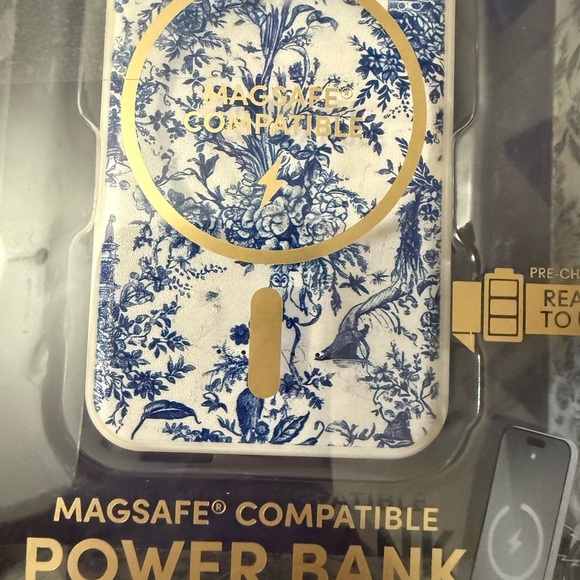 MAGSAFE®
COMPATIBLE
PRE-CH
REA
TO
MAGSAFE® COMPATIBLE
POWER BANK